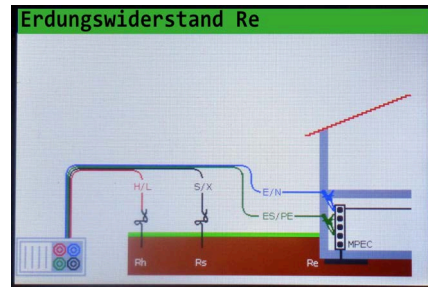 Erdungswiderstand Re
H/L
S/X
E/N
ES/PE
MPEC
Rh
Rs
Re